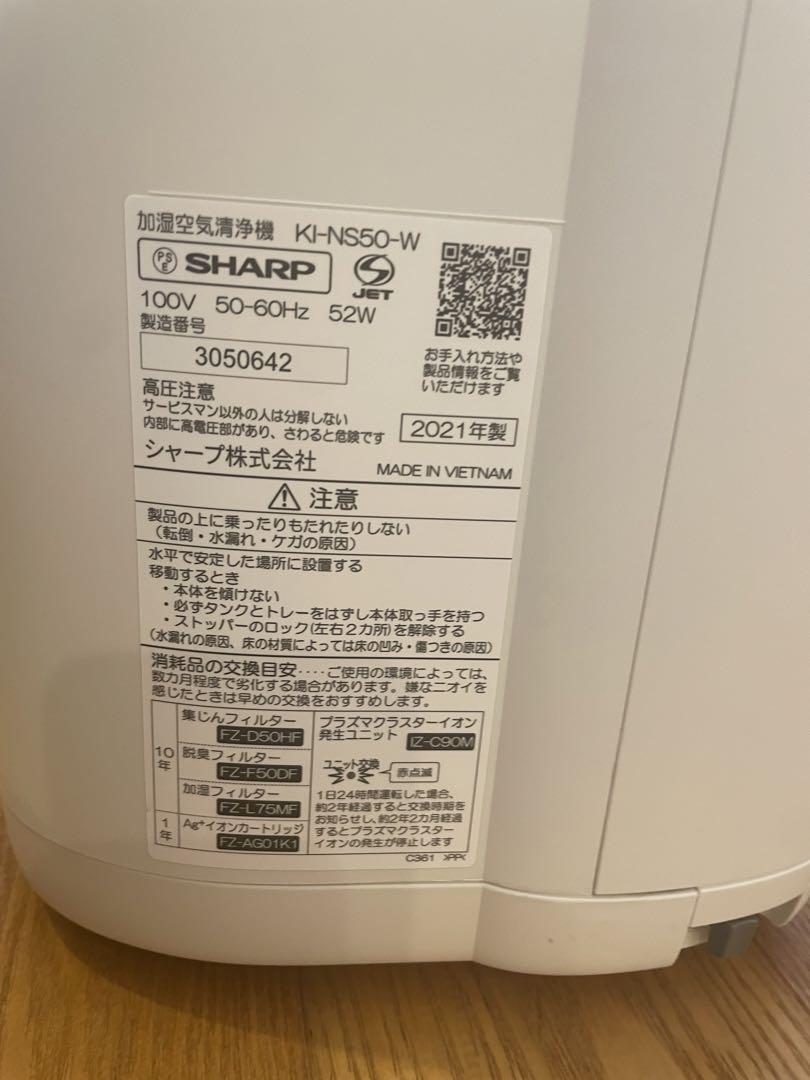 加湿空気清浄機 KI-NS50-W
PSE SHARP JET
100V 50-60Hz 52W
製造番号
3050642
お手入れ方法や
製品情報をご覧
いただけます
高圧注意
サービスマン以外の人は分解しない
内部に高電圧部があり、さわると危険です
2021年製
シャープ株式会社
MADE IN VIETNAM
注意
製品の上に乗ったりもたれたりしない
(転倒・水漏れ・ケガの原因)
水平で安定した場所に設置する
移動するとき
・本体を傾けない
・必ずタンクとトレーをはずし本体取っ手を持つ
・ストッパーのロック(左右2カ所)を解除する
(水漏れの原因、床の材質によっては床の凹み・傷つきの原因)
消耗品の交換目安‥‥ご使用の環境によっては、
数カ月程度で劣化する場合があります。嫌なニオイを
感じたときは早めの交換をおすすめします。
10年
集じんフィルター
FZ-D50HF
脱臭フィルター
FZ-F50DF
加湿フィルター
FZ-L75MF
1年
Ag+イオンカートリッジ
FZ-AG01K1
プラズマクラスターイオン
発生ユニット IZ-C90M
ユニット交換
赤点滅
1日24時間運転した場合、
約2年経過すると交換時期を
お知らせし、約2年2カ月経過
するとプラズマクラスター
イオンの発生が停止します
C361 >PP<